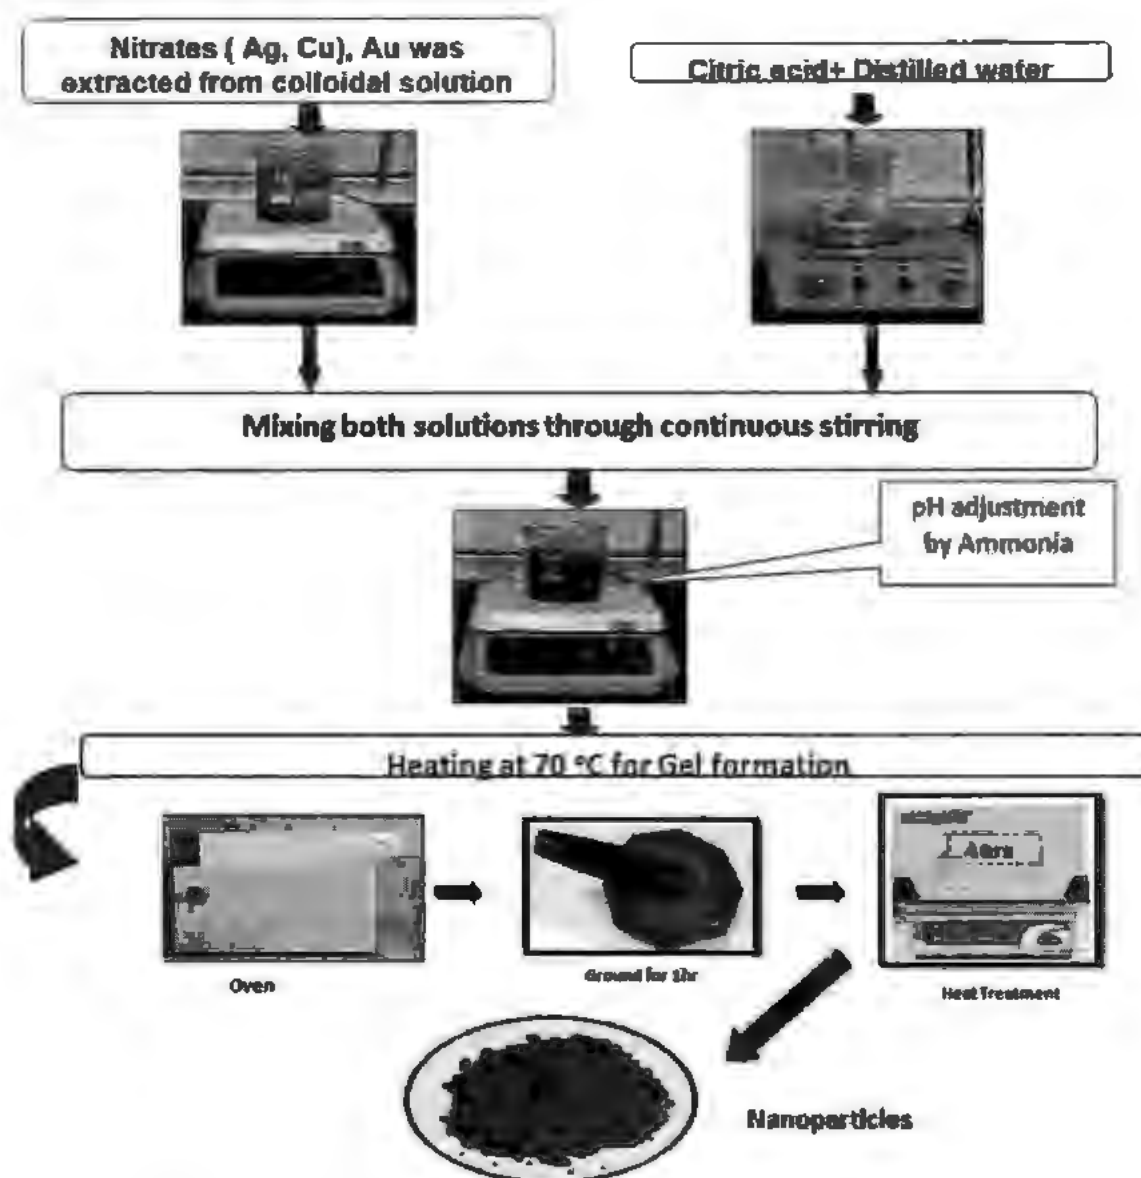 Nitrates ( Ag, Cu), Au was
extracted from colloidal solution
Citric acid+ Distilled water
Mixing both solutions through continuous stirring
pH adjustment
by Ammonia
Heating at 70 °C for Gel formation
Oven
Ground for 1hr
Heat Treatment
Nanoparticles